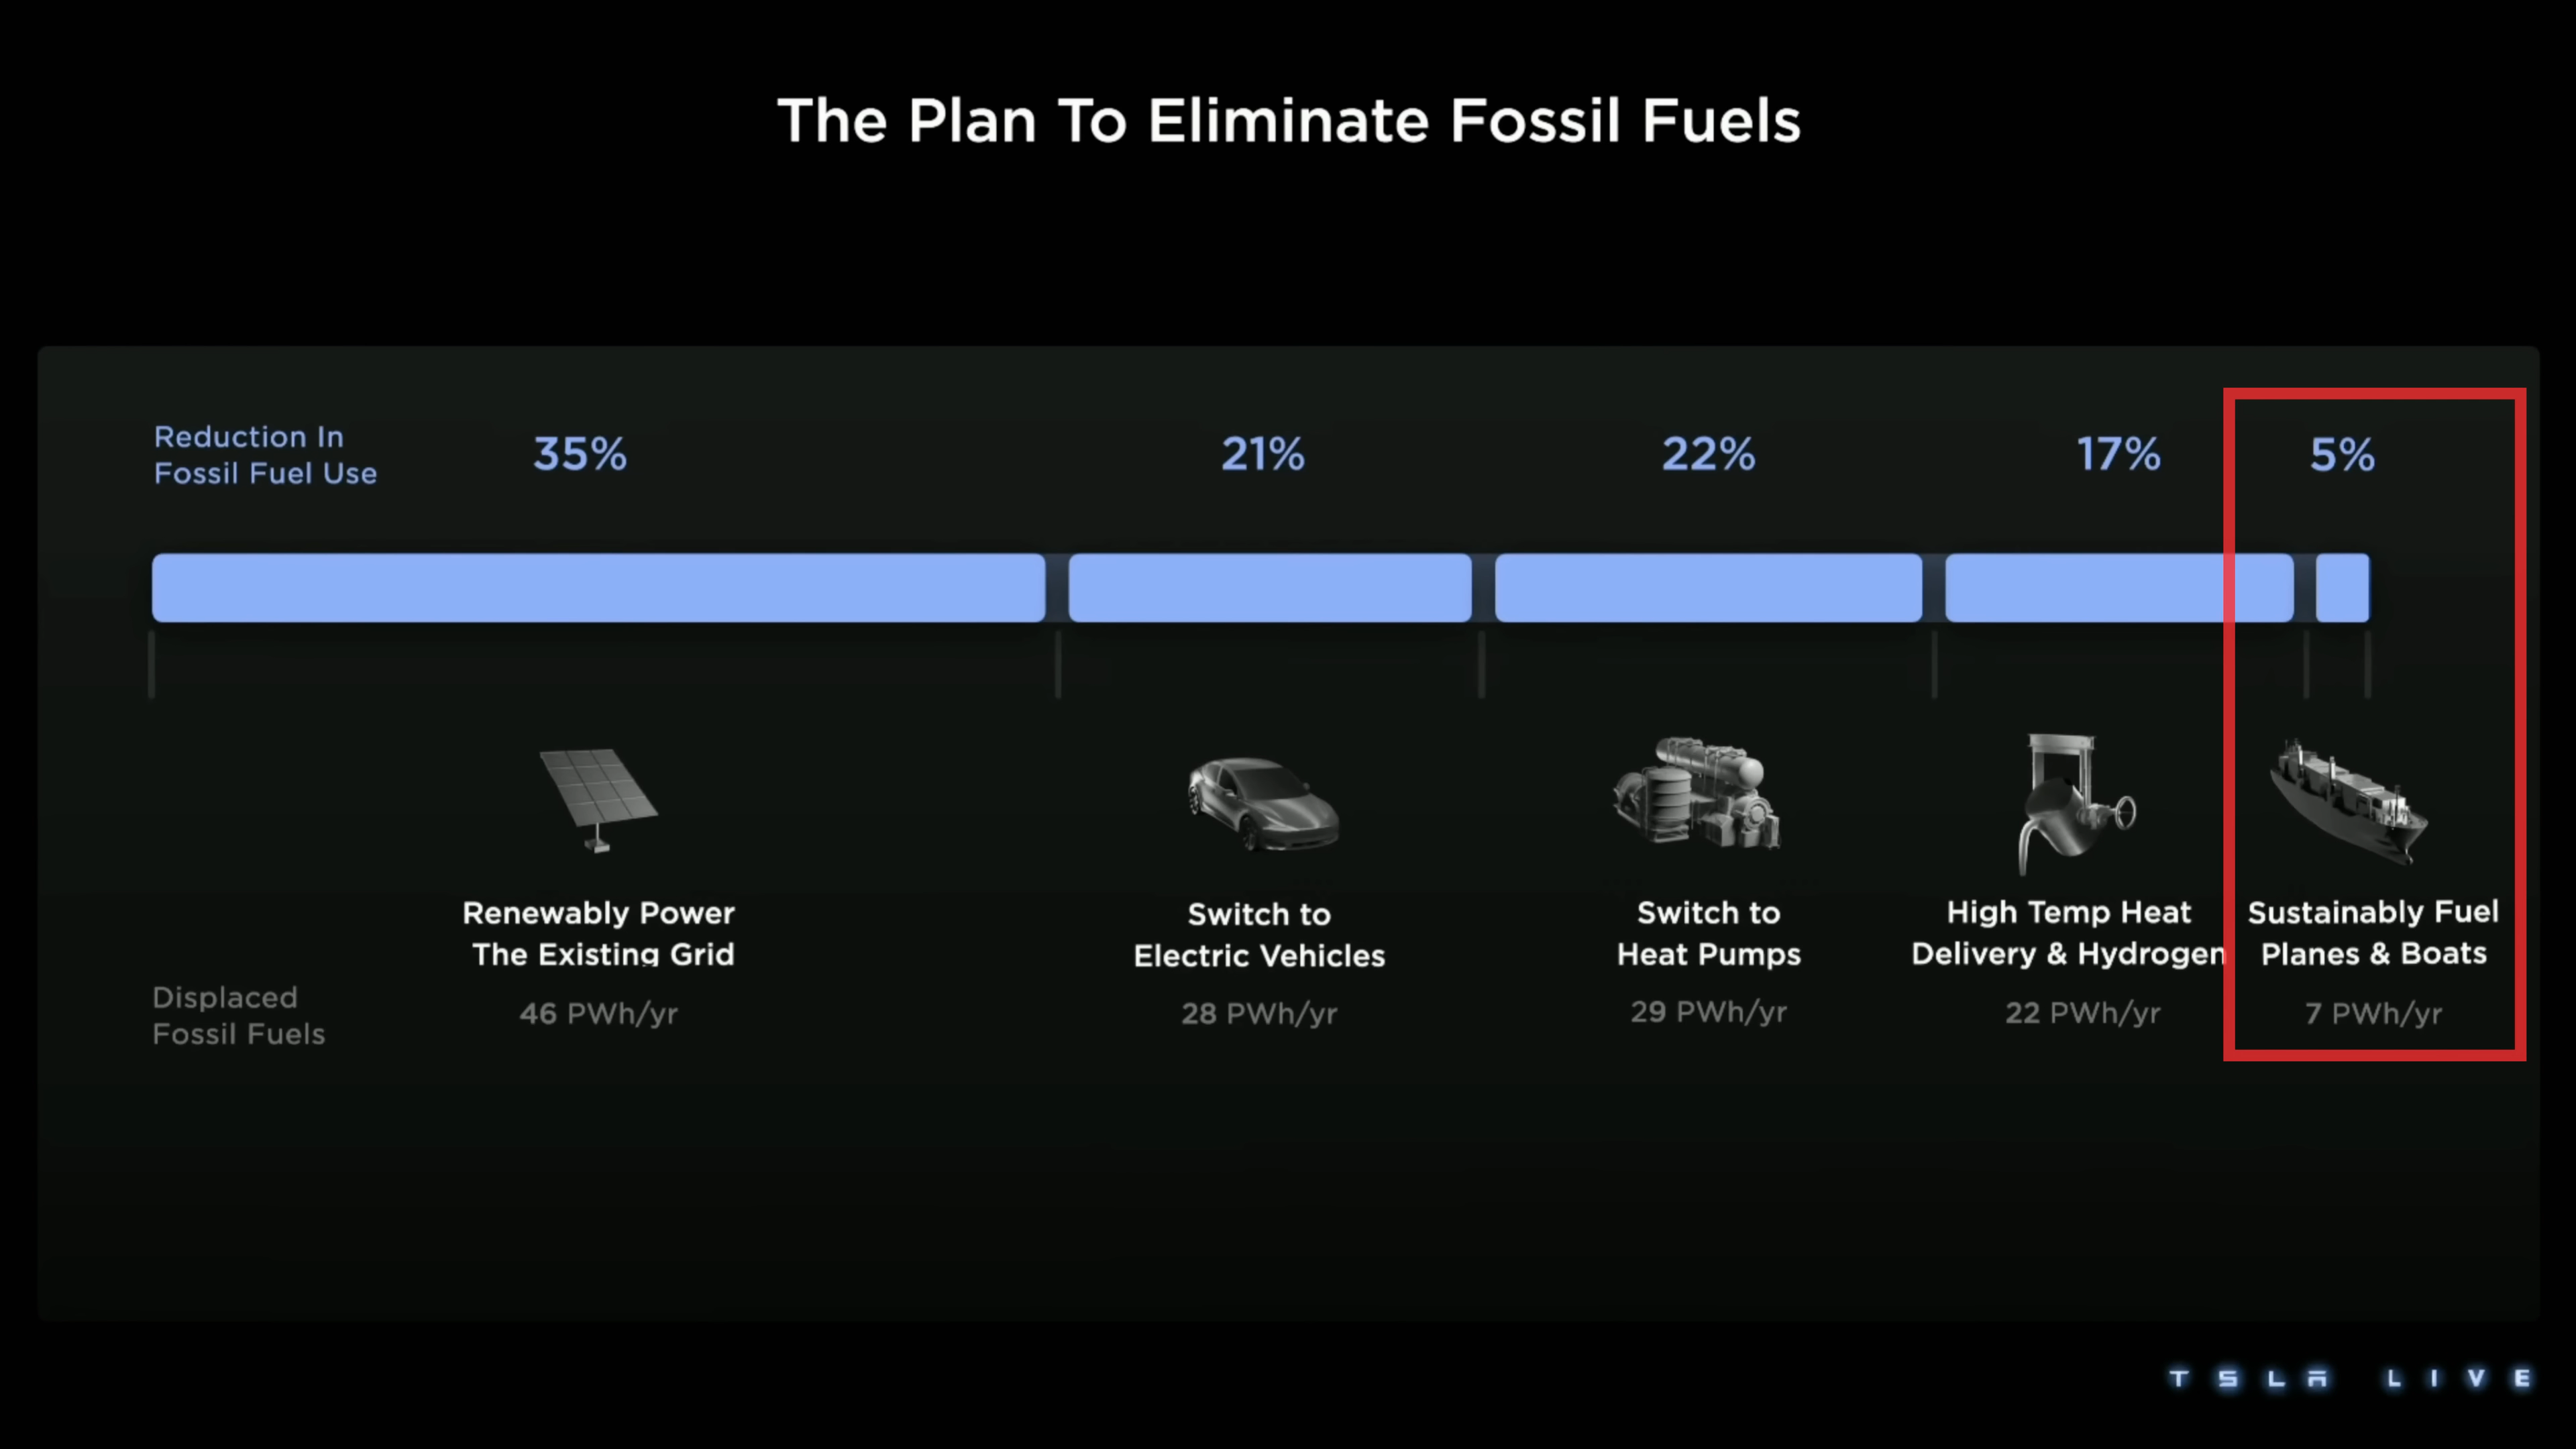 The Plan To Eliminate Fossil Fuels
Reduction In
Fossil Fuel Use
35%
21%
22%
17%
5%
Renewably Power
The Existing Grid
Switch to
Electric Vehicles
Switch to
Heat Pumps
High Temp Heat
Delivery & Hydrogen
Sustainably Fuel
Planes & Boats
Displaced
Fossil Fuels
46 PWh/yr
28 PWh/yr
29 PWh/yr
22 PWh/yr
7 PWh/yr
TSLA LIVE